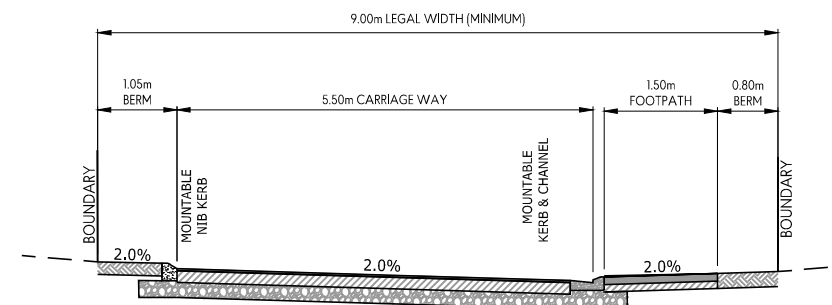 9.00m LEGAL WIDTH (MINIMUM)
1.05m
BERM
5.50m CARRIAGE WAY
1.50m
FOOTPATH
0.80m
BERM
BOUNDARY
MOUNTABLE
NIB KERB
MOUNTABLE
KERB & CHANNEL
BOUNDARY
2.0%
2.0%
2.0%